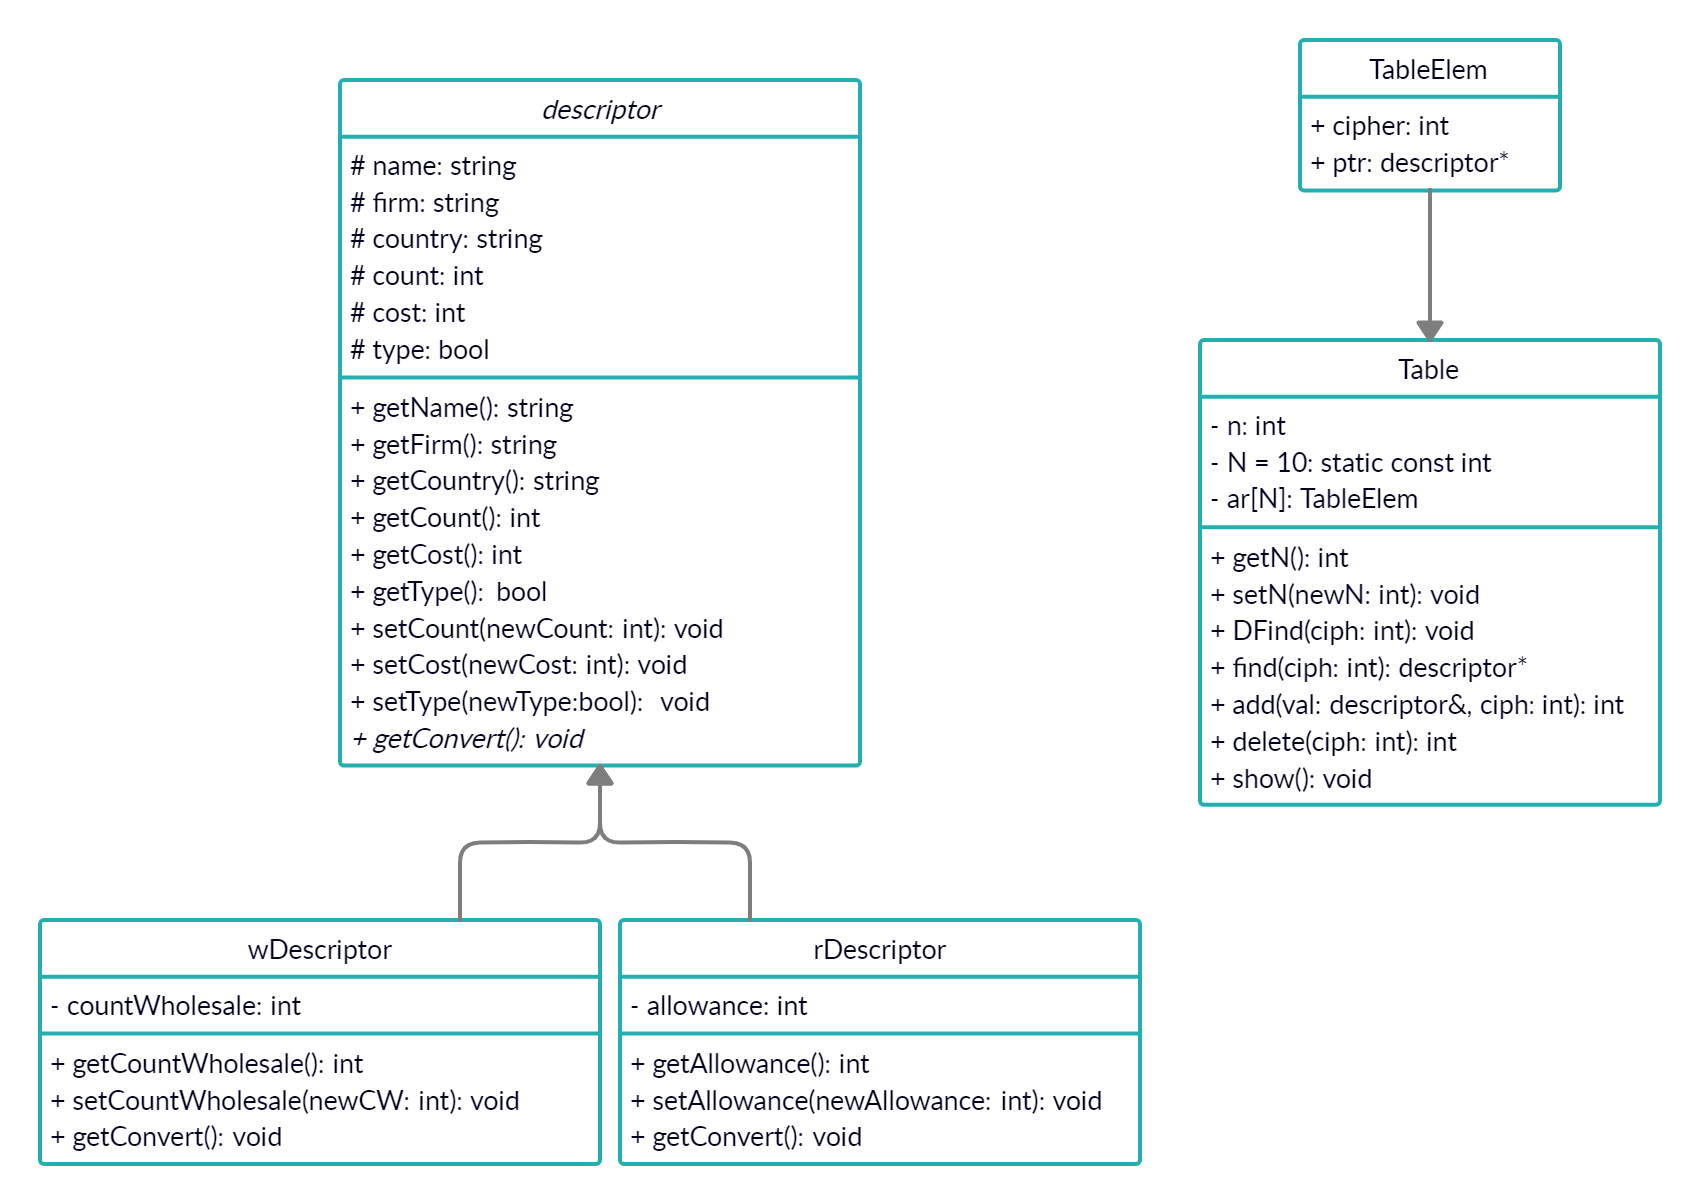 descriptor
# name: string
# firm: string
# country: string
# count: int
# cost: int
# type: bool
+ getName(): string
+ getFirm(): string
+ getCountry(): string
+ getCount(): int
+ getCost(): int
+ getType():  bool
+ setCount(newCount: int): void
+ setCost(newCost: int): void
+ setType(newType:bool):  void
+ getConvert(): void
TableElem
+ cipher: int
+ ptr: descriptor*
Table
- n: int
- N = 10: static const int
- ar[N]: TableElem
+ getN(): int
+ setN(newN: int): void
+ DFind(ciph: int): void
+ find(ciph: int): descriptor*
+ add(val: descriptor&, ciph: int): int
+ delete(ciph: int): int
+ show(): void
wDescriptor
- countWholesale: int
+ getCountWholesale(): int
+ setCountWholesale(newCW: int): void
+ getConvert(): void
rDescriptor
- allowance: int
+ getAllowance(): int
+ setAllowance(newAllowance: int): void
+ getConvert(): void